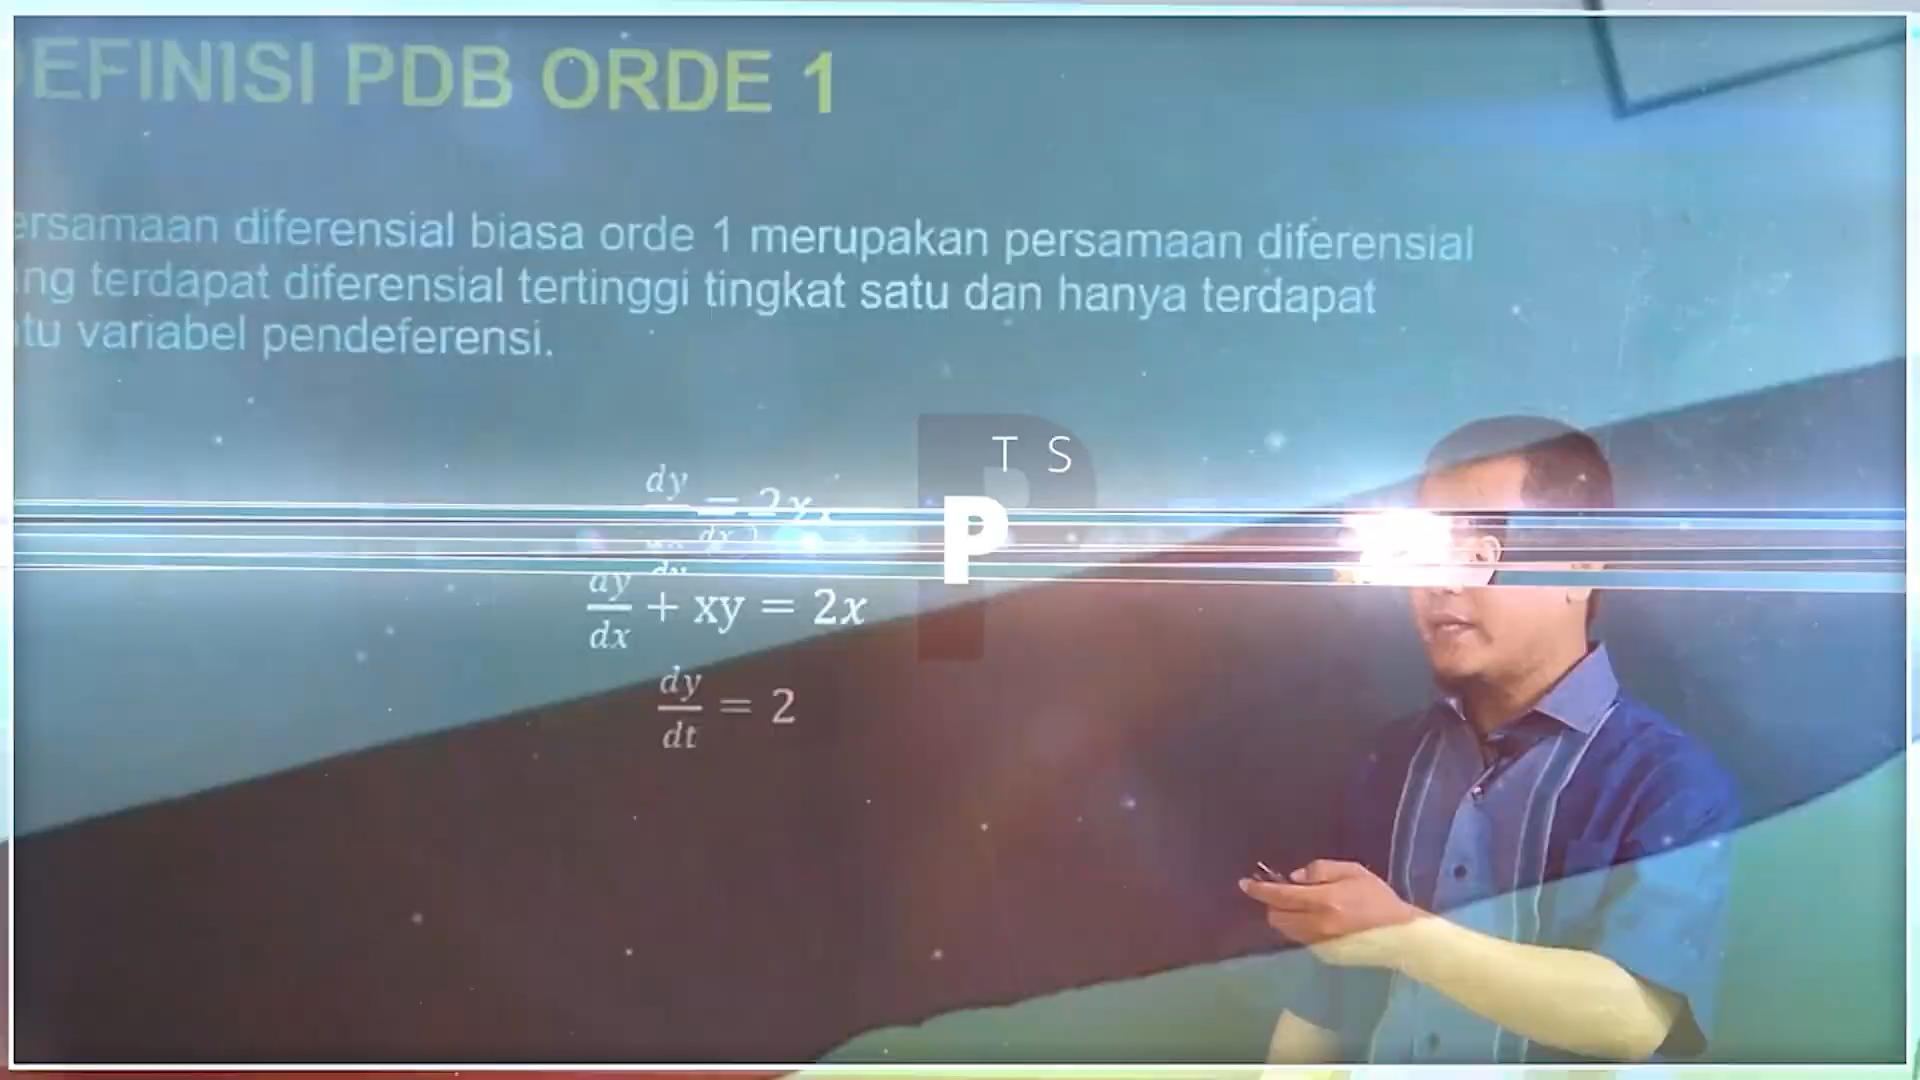 EFINISI PDB ORDE 1
ersamaan diferensial biasa orde 1 merupakan persamaan diferensial
ng terdapat diferensial tertinggi tingkat satu dan hanya terdapat
tu variabel pendeferensi.
T S
P
dy/dx + xy = 2x
dy/dt = 2